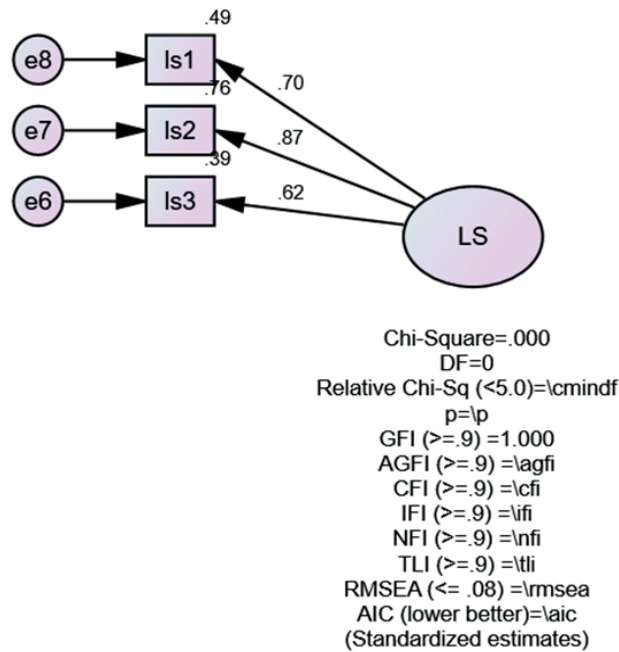 .49
e8
ls1
.70
.76
e7
ls2
.87
.39
e6
ls3
.62
LS
Chi-Square=.000
DF=0
Relative Chi-Sq (<5.0)=\cmindf
p=\p
GFI (>=.9) =1.000
AGFI (>=.9) =\agfi
CFI (>=.9) =\cfi
IFI (>=.9) =\ifi
NFI (>=.9) =\nfi
TLI (>=.9) =\tli
RMSEA (<= .08) =\rmsea
AIC (lower better)=\aic
(Standardized estimates)